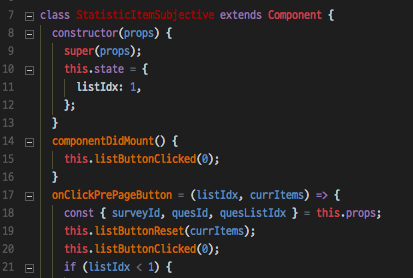 7 class StatisticItemSubjective extends Component {
8 constructor(props) {
9 super(props);
10 this.state = {
11 listIdx: 1,
12 };
13 }
14 componentDidMount() {
15 this.listButtonClicked(0);
16 }
17 onClickPrePageButton = (listIdx, currItems) => {
18 const { surveyId, quesId, quesListIdx } = this.props;
19 this.listButtonReset(currItems);
20 this.listButtonClicked(0);
21 if (listIdx < 1) {